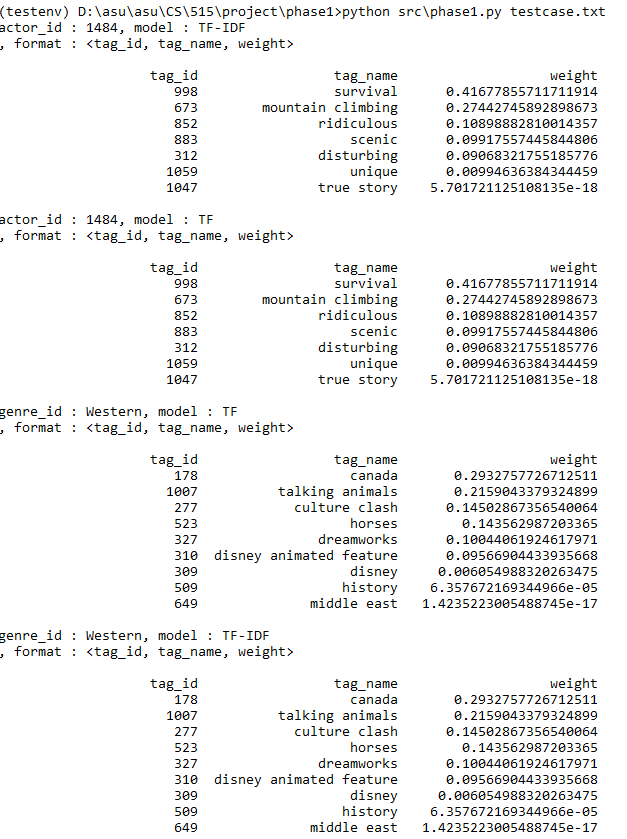 (testenv) D:\asu\asu\CS\515\project\phase1>python src\phase1.py testcase.txt
actor_id : 1484, model : TF-IDF
, format : <tag_id, tag_name, weight>
tag_id tag_name weight
998 survival 0.41677855711711914
673 mountain climbing 0.27442745892898673
852 ridiculous 0.10898882810014357
883 scenic 0.09917557445844806
312 disturbing 0.09068321755185776
1059 unique 0.00994636384344459
1047 true story 5.701721125108135e-18
actor_id : 1484, model : TF
, format : <tag_id, tag_name, weight>
tag_id tag_name weight
998 survival 0.41677855711711914
673 mountain climbing 0.27442745892898673
852 ridiculous 0.10898882810014357
883 scenic 0.09917557445844806
312 disturbing 0.09068321755185776
1059 unique 0.00994636384344459
1047 true story 5.701721125108135e-18
genre_id : Western, model : TF
, format : <tag_id, tag_name, weight>
tag_id tag_name weight
178 canada 0.2932757726712511
1007 talking animals 0.2159043379324899
277 culture clash 0.14502867356540064
523 horses 0.143562987203365
327 dreamworks 0.10044061924617971
310 disney animated feature 0.09566904433935668
309 disney 0.006054988320263475
509 history 6.357672169344966e-05
649 middle east 1.4235223005488745e-17
genre_id : Western, model : TF-IDF
, format : <tag_id, tag_name, weight>
tag_id tag_name weight
178 canada 0.2932757726712511
1007 talking animals 0.2159043379324899
277 culture clash 0.14502867356540064
523 horses 0.143562987203365
327 dreamworks 0.10044061924617971
310 disney animated feature 0.09566904433935668
309 disney 0.006054988320263475
509 history 6.357672169344966e-05
649 middle east 1.4235223005488745e-17